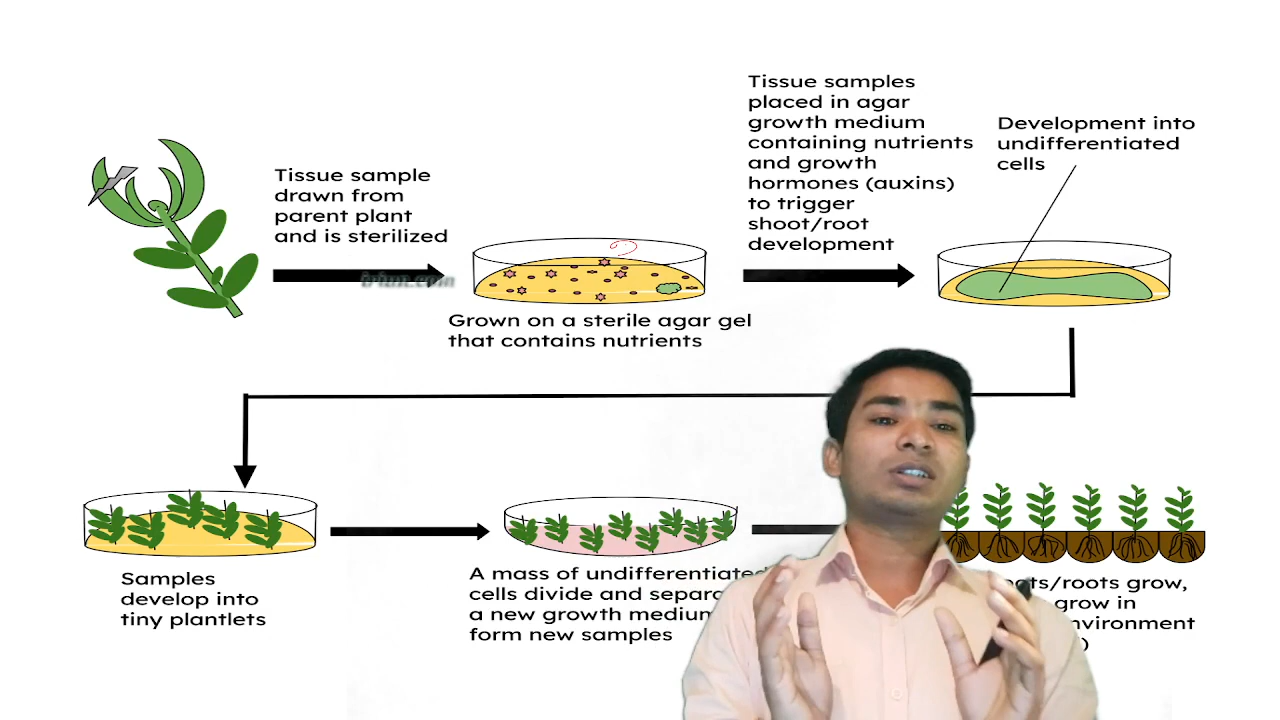 Tissue samples
placed in agar
growth medium
containing nutrients
and growth
hormones (auxins)
to trigger
shoot/root
development
Development into
undifferentiated
cells
Tissue sample
drawn from
parent plant
and is sterilized
Grown on a sterile agar gel
that contains nutrients
Samples
develop into
tiny plantlets
A mass of undifferentiated
cells divide and
a new growth medium
form new samples
grow,
grow in